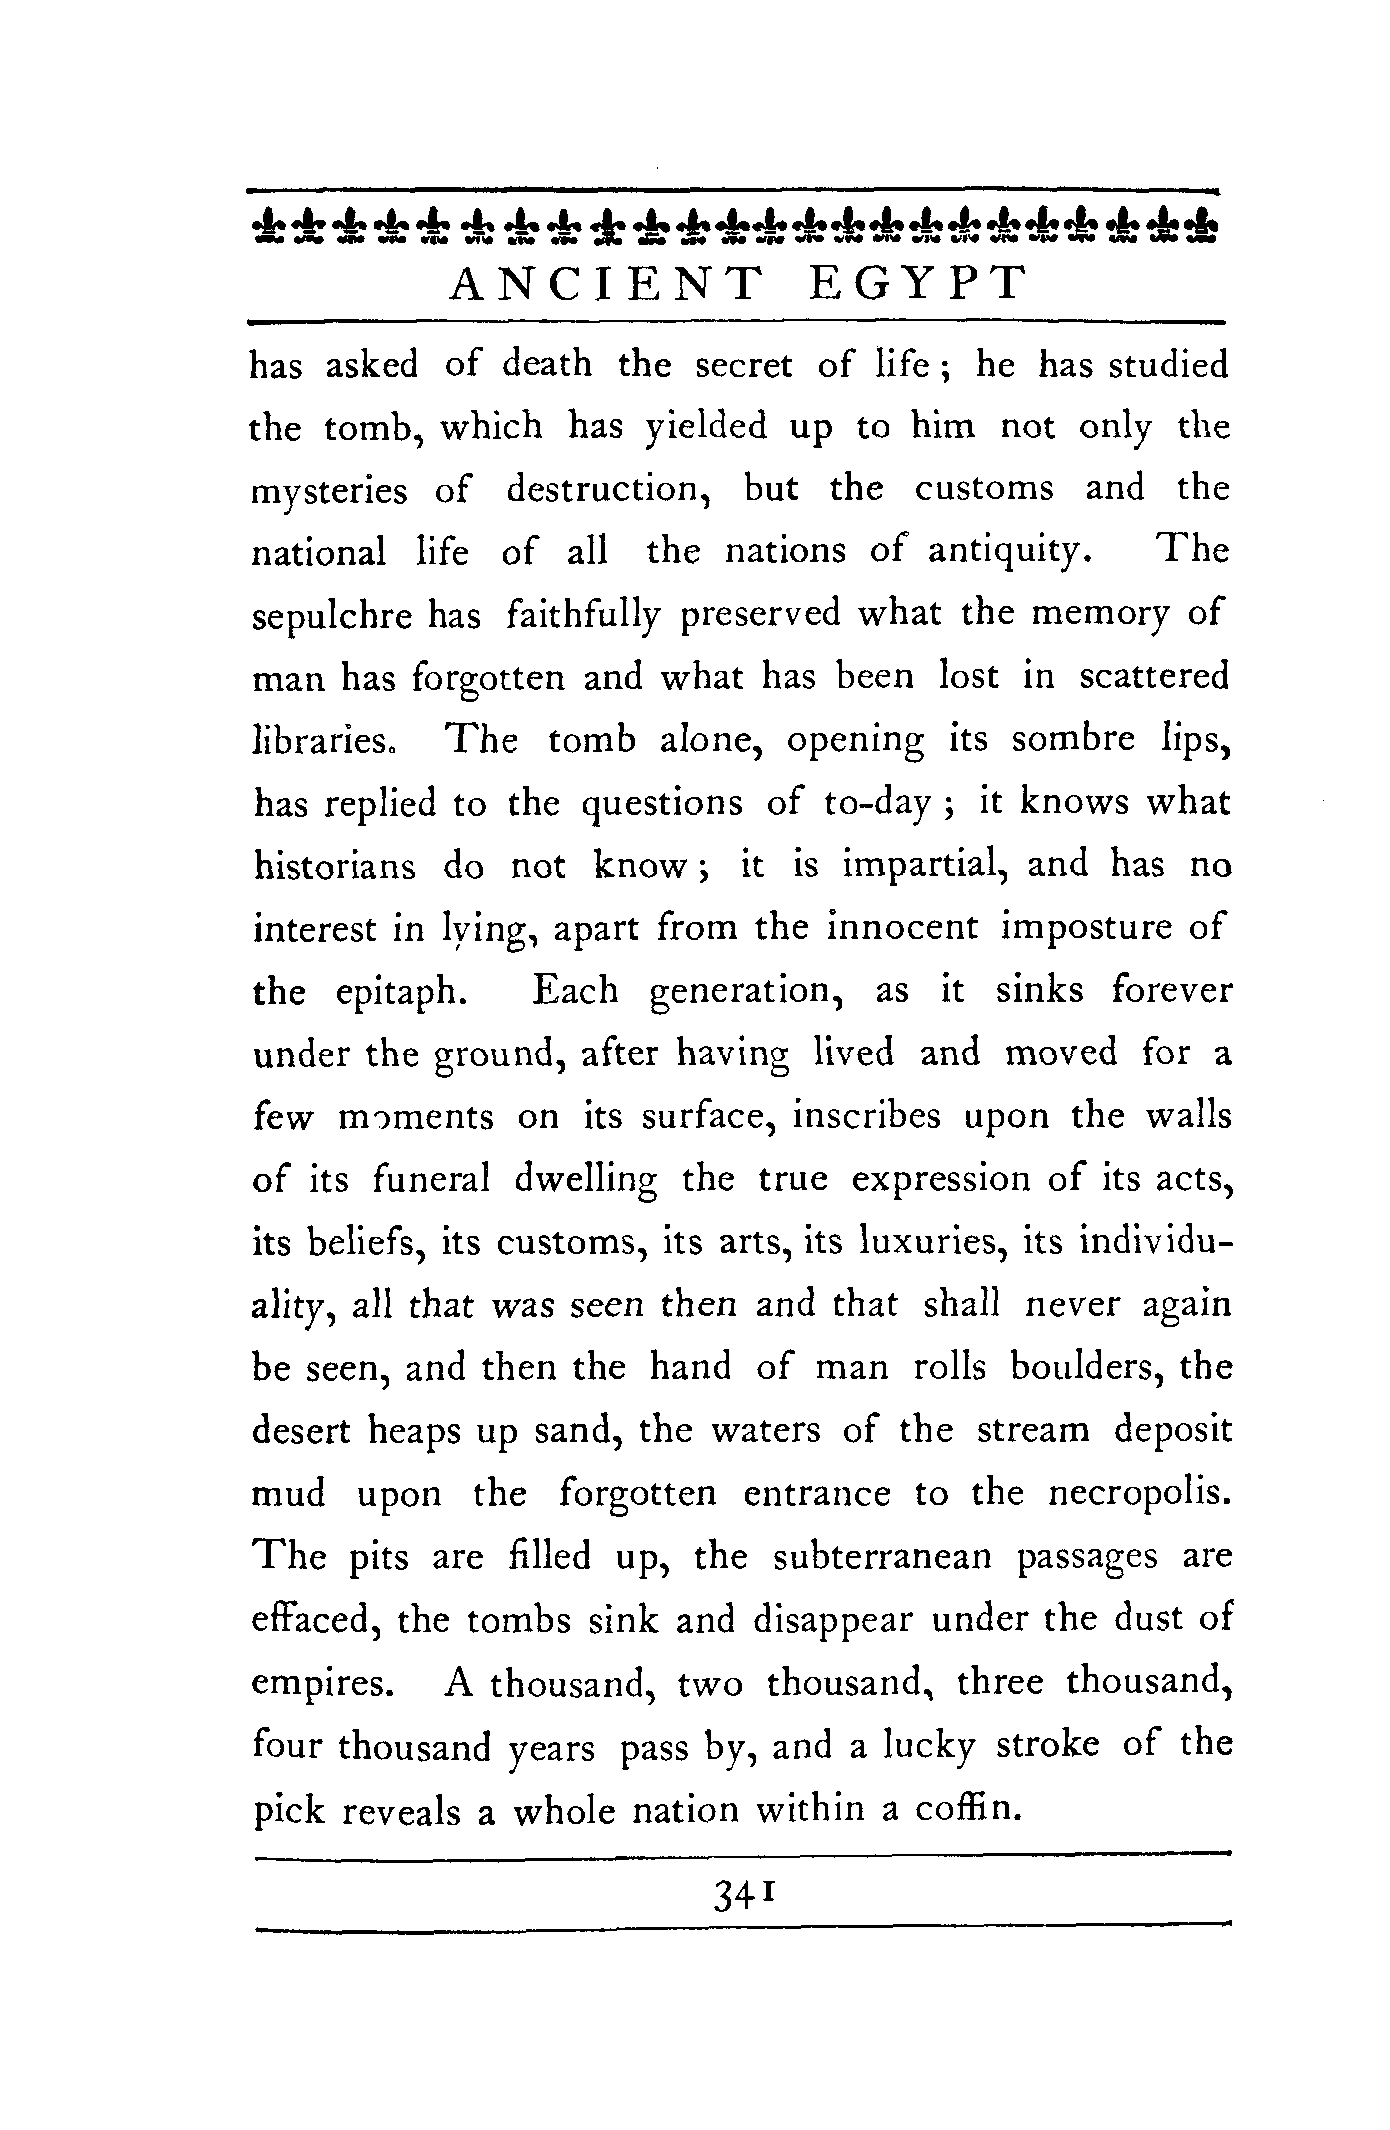 ANCIENT EGYPT
has asked of death the secret of life ; he has studied
the tomb, which has yielded up to him not only the
mysteries of destruction, but the customs and the
national life of all the nations of antiquity. The
sepulchre has faithfully preserved what the memory of
man has forgotten and what has been lost in scattered
libraries. The tomb alone, opening its sombre lips,
has replied to the questions of to-day ; it knows what
historians do not know ; it is impartial, and has no
interest in lying, apart from the innocent imposture of
the epitaph. Each generation, as it sinks forever
under the ground, after having lived and moved for a
few moments on its surface, inscribes upon the walls
of its funeral dwelling the true expression of its acts,
its beliefs, its customs, its arts, its luxuries, its individu-
ality, all that was seen then and that shall never again
be seen, and then the hand of man rolls boulders, the
desert heaps up sand, the waters of the stream deposit
mud upon the forgotten entrance to the necropolis.
The pits are filled up, the subterranean passages are
effaced, the tombs sink and disappear under the dust of
empires. A thousand, two thousand, three thousand,
four thousand years pass by, and a lucky stroke of the
pick reveals a whole nation within a coffin.
341